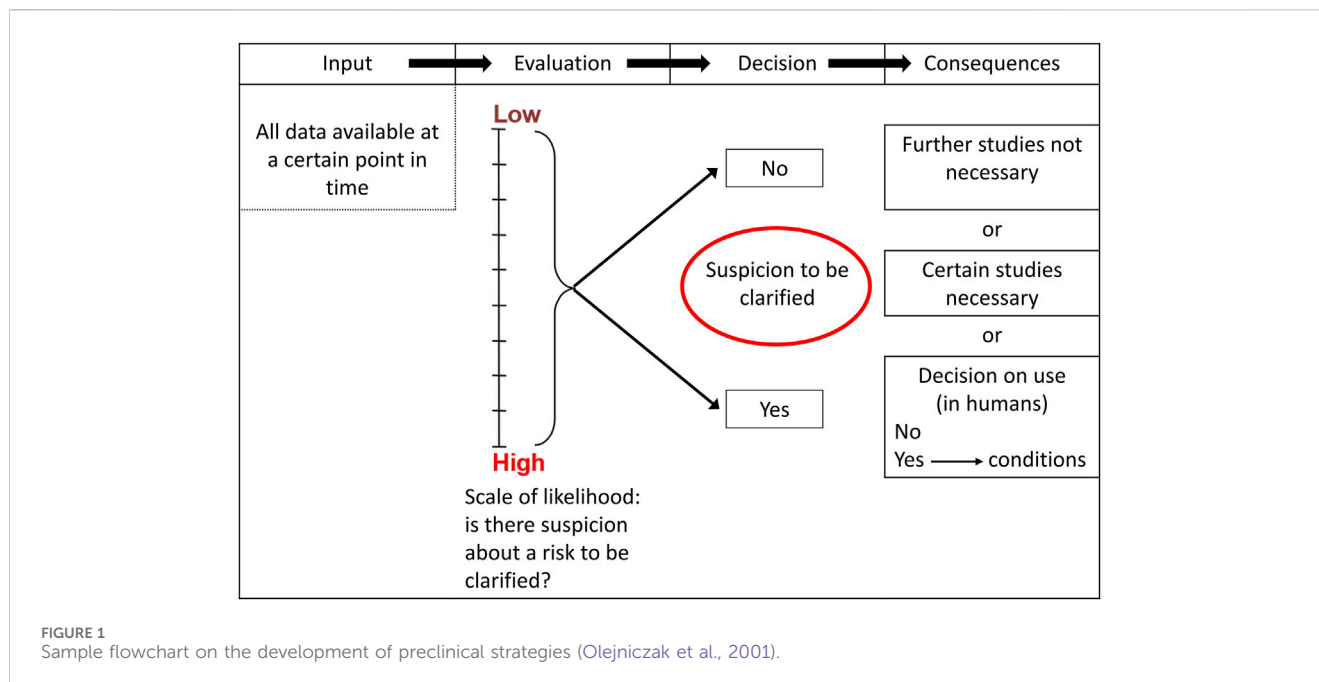 Input
Evaluation
Decision
Consequences
All data available at
a certain point in
time
Low
High
Scale of likelihood:
is there suspicion
about a risk to be
clarified?
No
Suspicion to be
clarified
Yes
Further studies not
necessary
or
Certain studies
necessary
or
Decision on use
(in humans)
No
Yes conditions
FIGURE 1
Sample flowchart on the development of preclinical strategies (Olejniczak et al., 2001).